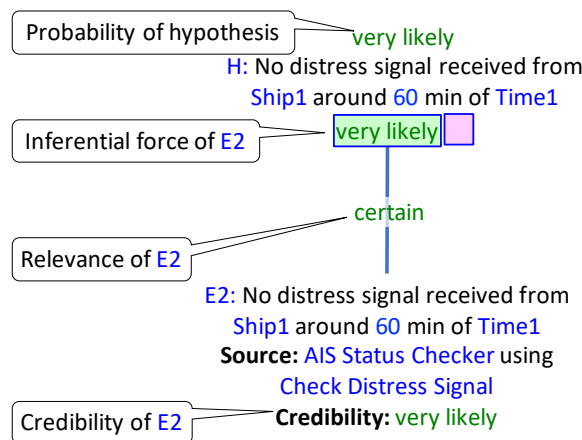 Probability of hypothesis
very likely
H: No distress signal received from
Ship1 around 60 min of Time1
Inferential force of E2
very likely
certain
Relevance of E2
E2: No distress signal received from
Ship1 around 60 min of Time1
Source: AIS Status Checker using
Check Distress Signal
Credibility of E2
Credibility: very likely